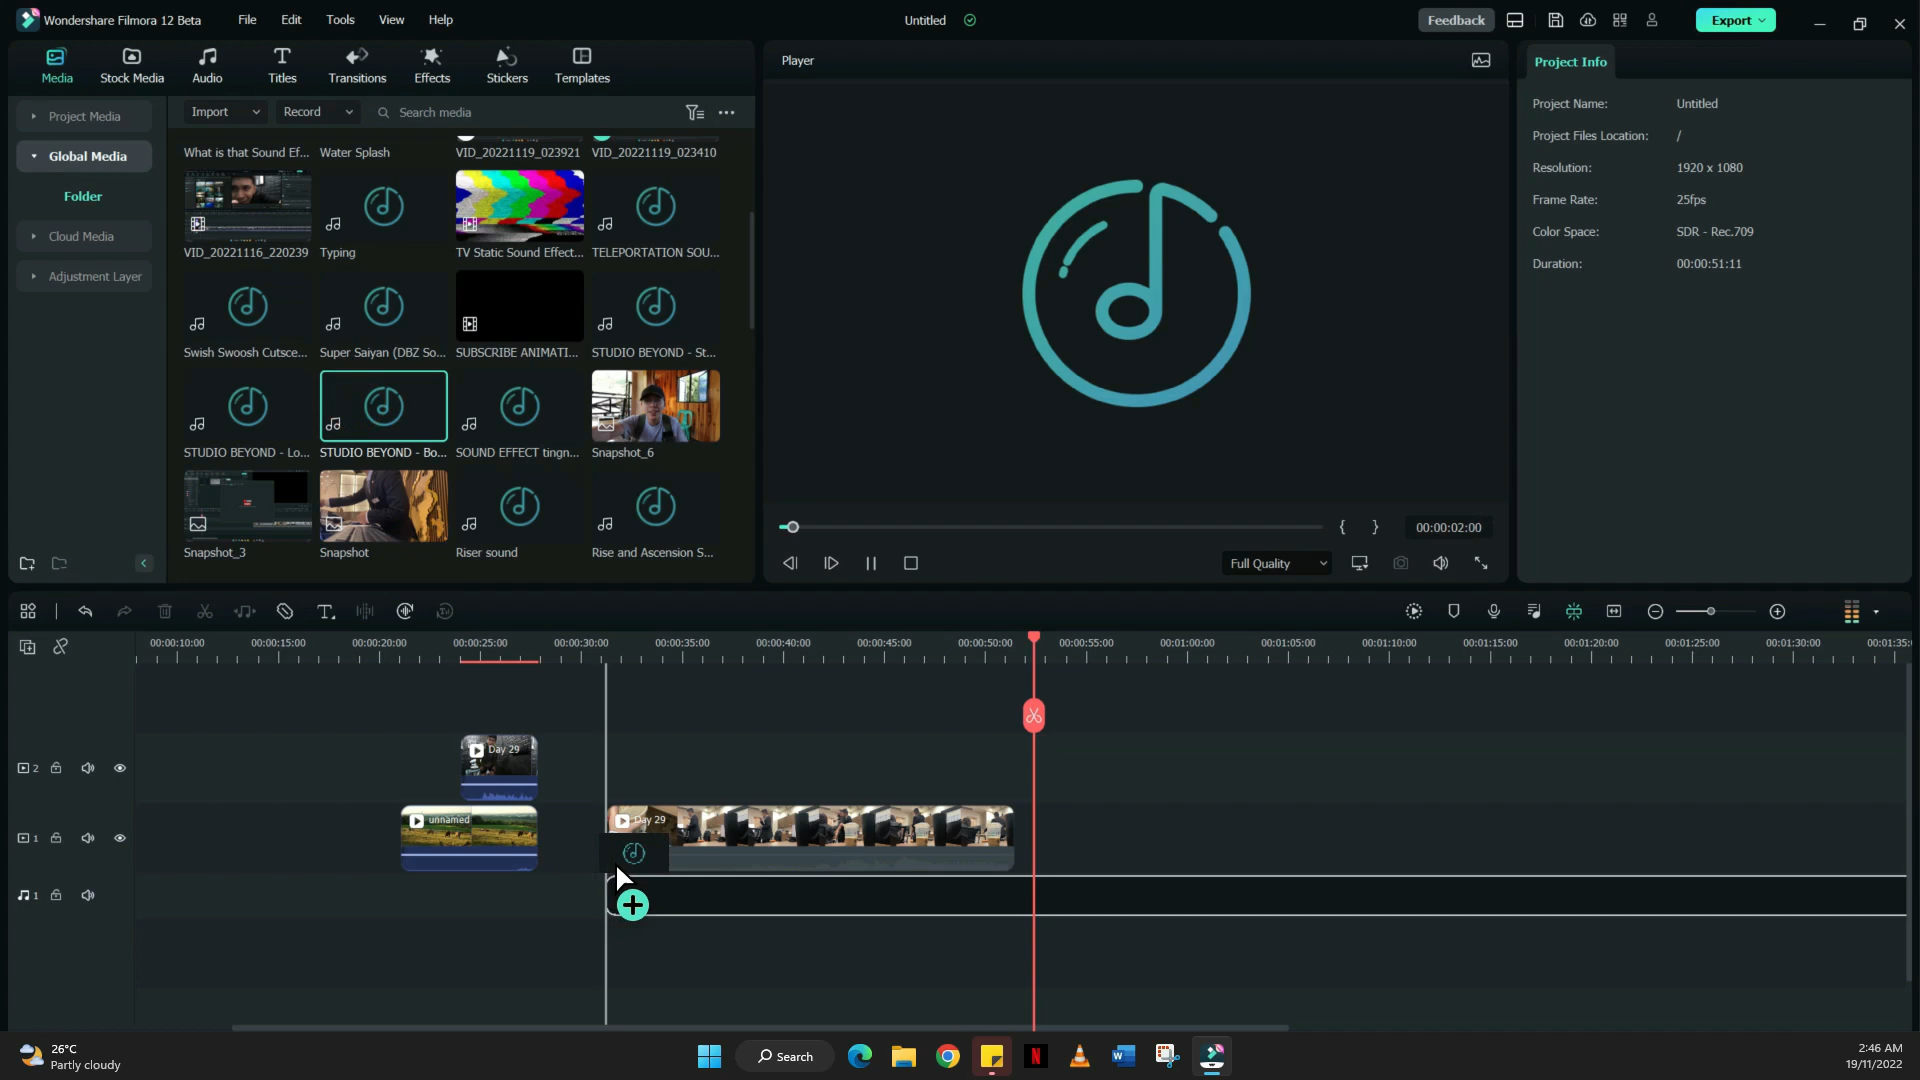 Wondershare Filmora 12 Beta
File
Edit
Tools
View
Help
Untitled
Feedback
Export
Media
Stock Media
Audio
Titles
Transitions
Effects
Stickers
Templates
Player
Project Info
Import
Record
Search media
Project Media
Global Media
Folder
Cloud Media
Adjustment Layer
What is that Sound Ef...
Water Splash
VID_20221119_023921
VID_20221119_023410
VID_20221116_220239
Typing
TV Static Sound Effect...
TELEPORTATION SOU...
Swish Swoosh Cutsce...
Super Saiyan (DBZ So...
SUBSCRIBE ANIMATI...
STUDIO BEYOND - St...
STUDIO BEYOND - Lo...
STUDIO BEYOND - Bo...
SOUND EFFECT tingn...
Snapshot_6
Snapshot_3
Snapshot
Riser sound
Rise and Ascension S...
Project Name: Untitled
Project Files Location: /
Resolution: 1920 x 1080
Frame Rate: 25fps
Color Space: SDR - Rec.709
Duration: 00:00:51:11
{ } 00:00:02:00
Full Quality
00:00:10:00
00:00:15:00
00:00:20:00
00:00:25:00
00:00:30:00
00:00:35:00
00:00:40:00
00:00:45:00
00:00:50:00
00:00:55:00
00:01:00:00
00:01:05:00
00:01:10:00
00:01:15:00
00:01:20:00
00:01:25:00
00:01:30:00
00:01:35:
2
Day 29
1
unnamed
Day 29
1
26°C
Partly cloudy
Search
2:46 AM
19/11/2022